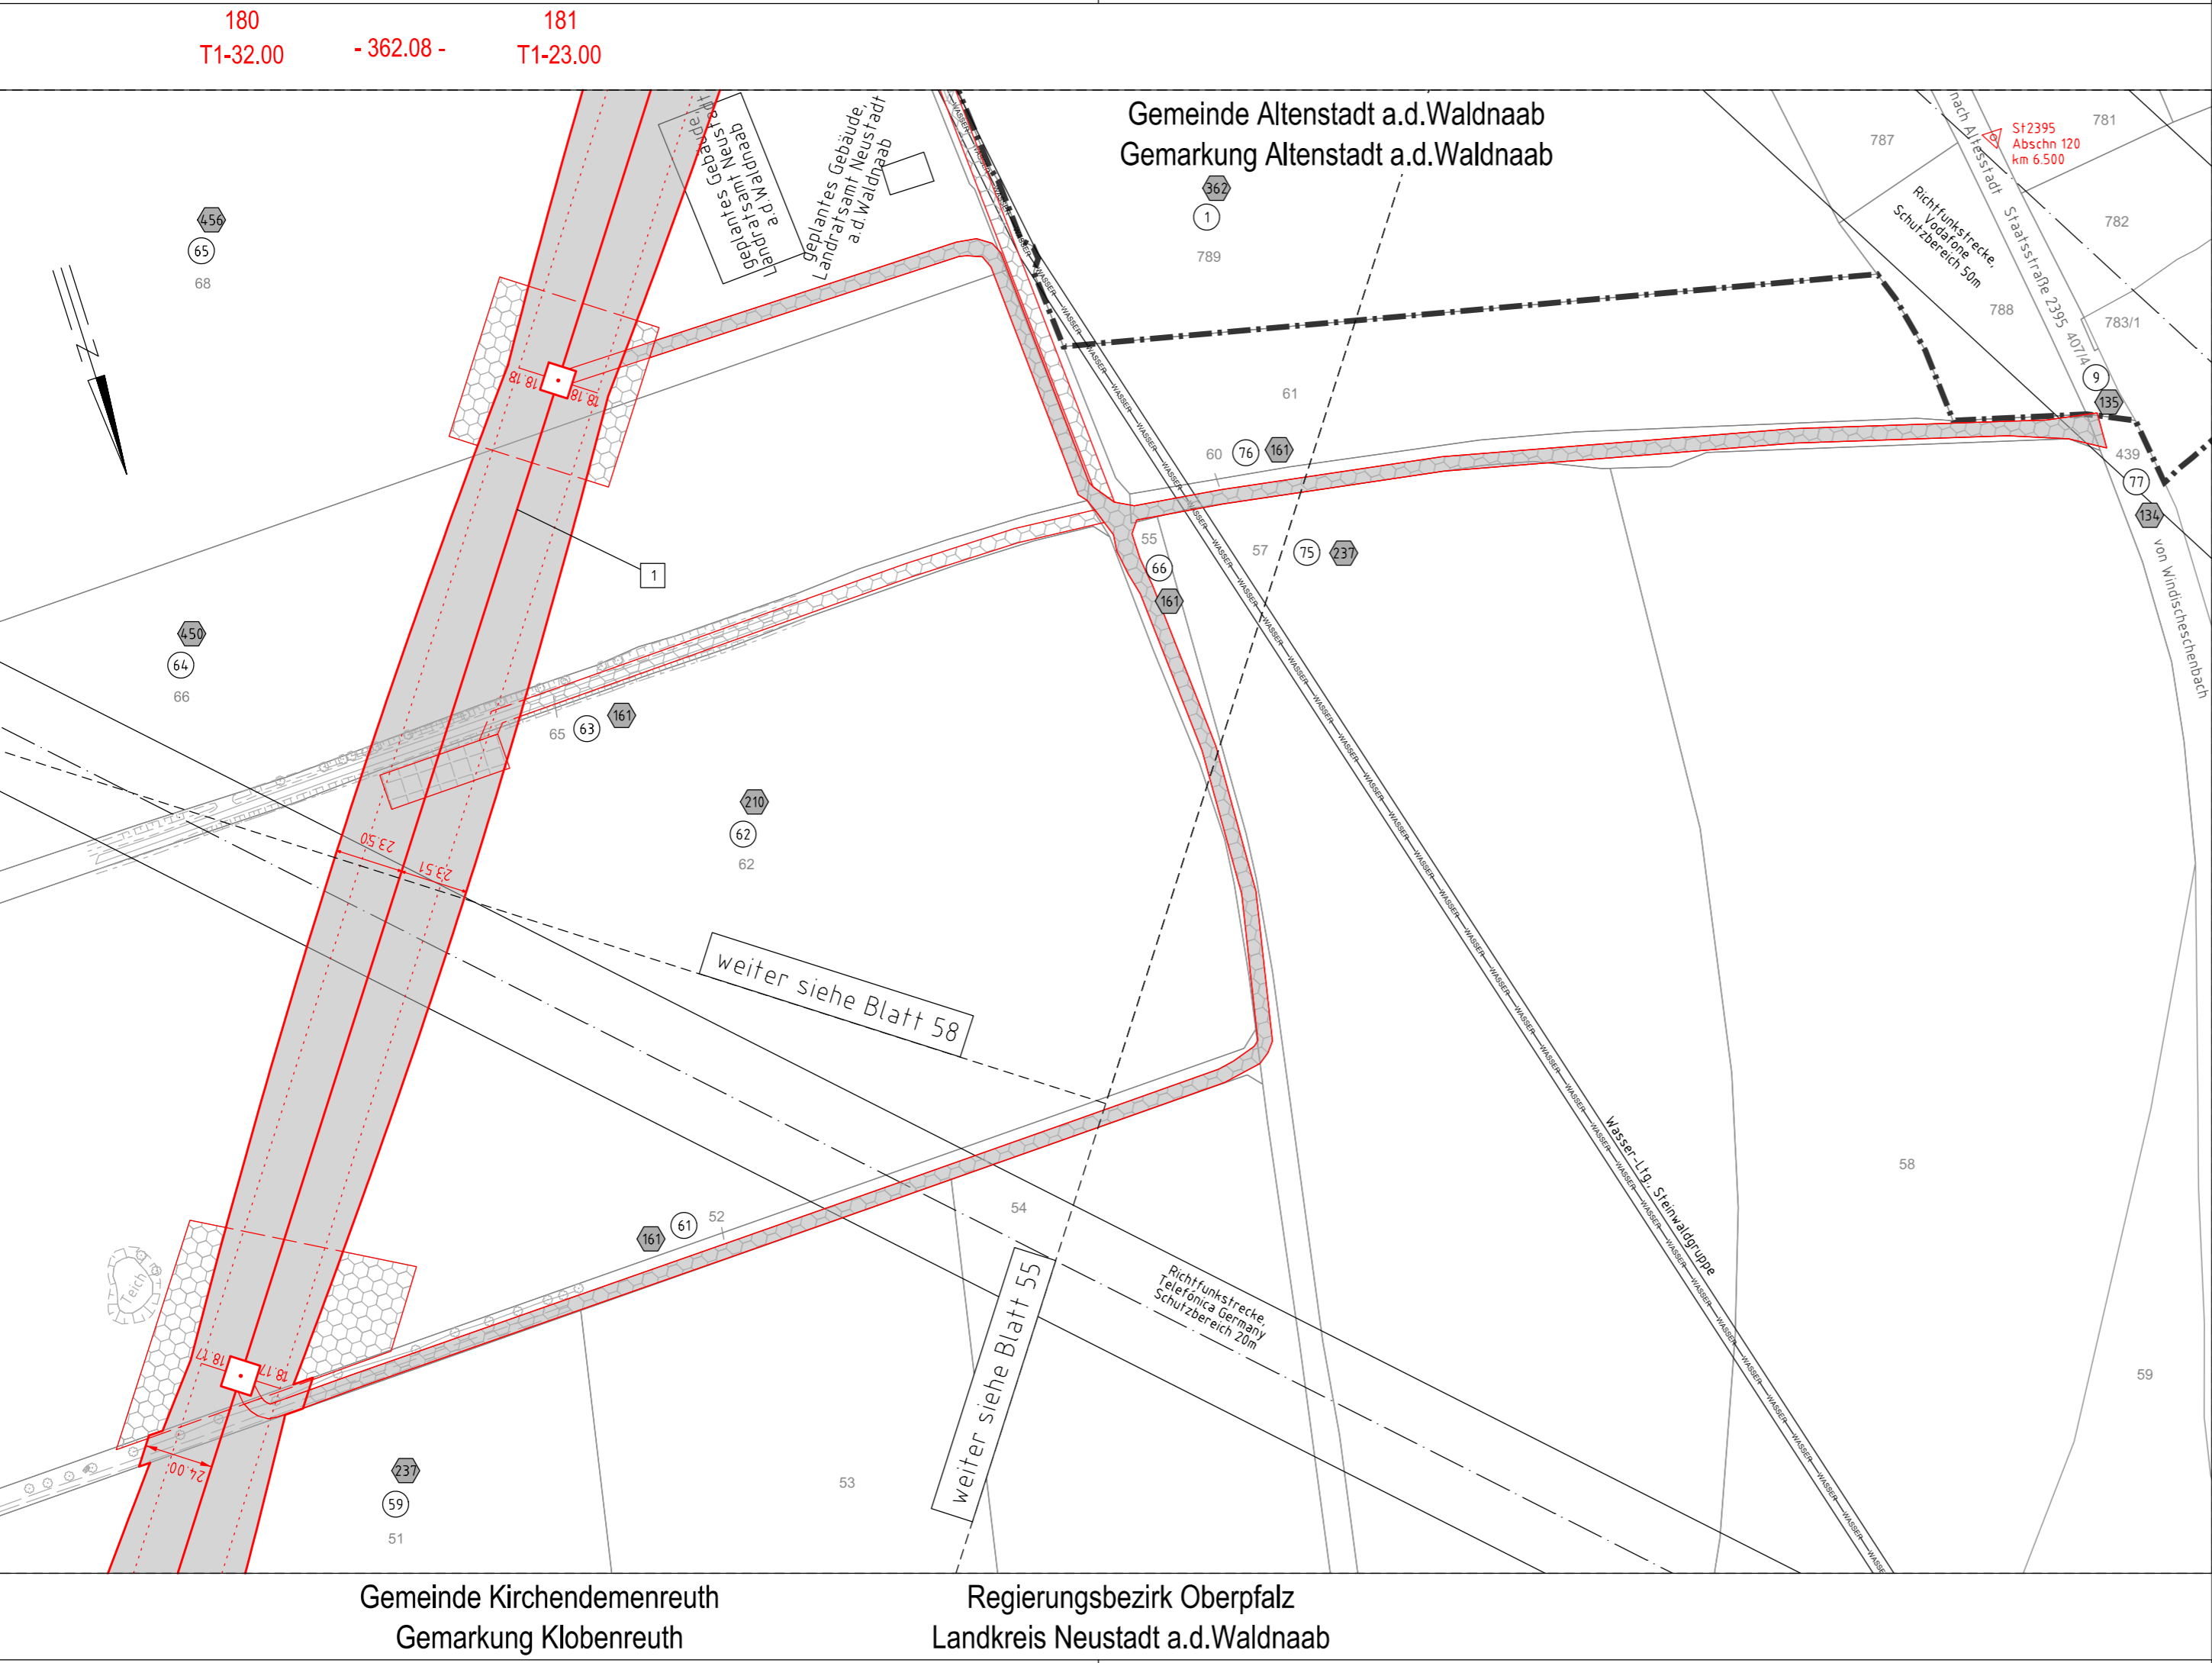 180
T1-32.00
- 362.08 -
181
T1-23.00
Gemeinde Altenstadt a.d.Waldnaab
Gemarkung Altenstadt a.d.Waldnaab
geplantes Gebäude,
Landratsamt Neustadt
a.d.Waldnaab
geplantes Gebäude,
Landratsamt Neustadt
a.d.Waldnaab
456
65
68
362
1
789
787
781
782
783/1
788
St2395
Abschn 120
km 6.500
nach Altesstadt
Staatsstraße 2395
407/4
Richtfunkstrecke,
Vodafone
Schutzbereich 50m
9
135
439
77
134
von Windischeschenbach
N
18.18
18.18
61
60
76
161
55
66
161
57
75
237
1
450
64
66
65
63
161
210
62
62
23.50
23.51
weiter siehe Blatt 58
weiter siehe Blatt 55
WASSER
Wasser-Ltg., Steinwaldgruppe
58
59
161
61
52
54
53
Richtfunkstrecke,
Telefónica Germany
Schutzbereich 20m
Teich
18.17
18.17
24.00
237
59
51
Gemeinde Kirchendemenreuth
Gemarkung Klobenreuth
Regierungsbezirk Oberpfalz
Landkreis Neustadt a.d.Waldnaab